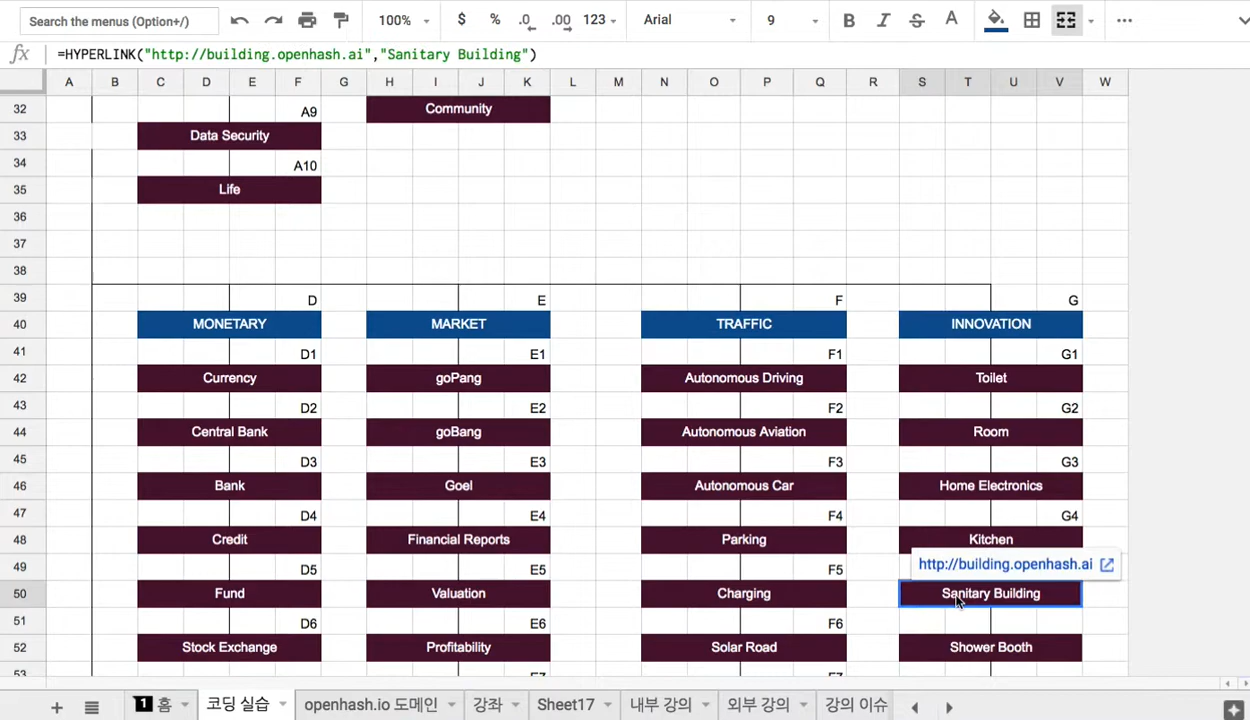 Search the menus (Option+/) 100% $ % .0 .00 123 Arial 9 B I S A
fx =HYPERLINK("http://building.openhash.ai","Sanitary Building")
A B C D E F G H I J K L M N O P Q R S T U V W
32 A9 Community
33 Data Security
34 A10
35 Life
36
37
38
39 D E F G
40 MONETARY MARKET TRAFFIC INNOVATION
41 D1 E1 F1 G1
42 Currency goPang Autonomous Driving Toilet
43 D2 E2 F2 G2
44 Central Bank goBang Autonomous Aviation Room
45 D3 E3 F3 G3
46 Bank Goel Autonomous Car Home Electronics
47 D4 E4 F4 G4
48 Credit Financial Reports Parking Kitchen
49 D5 E5 F5 http://building.openhash.ai
50 Fund Valuation Charging Sanitary Building
51 D6 E6 F6
52 Stock Exchange Profitability Solar Road Shower Booth
53 E7 F7
1 홈 코딩 실습 openhash.io 도메인 강좌 Sheet17 내부 강의 외부 강의 강의 이슈